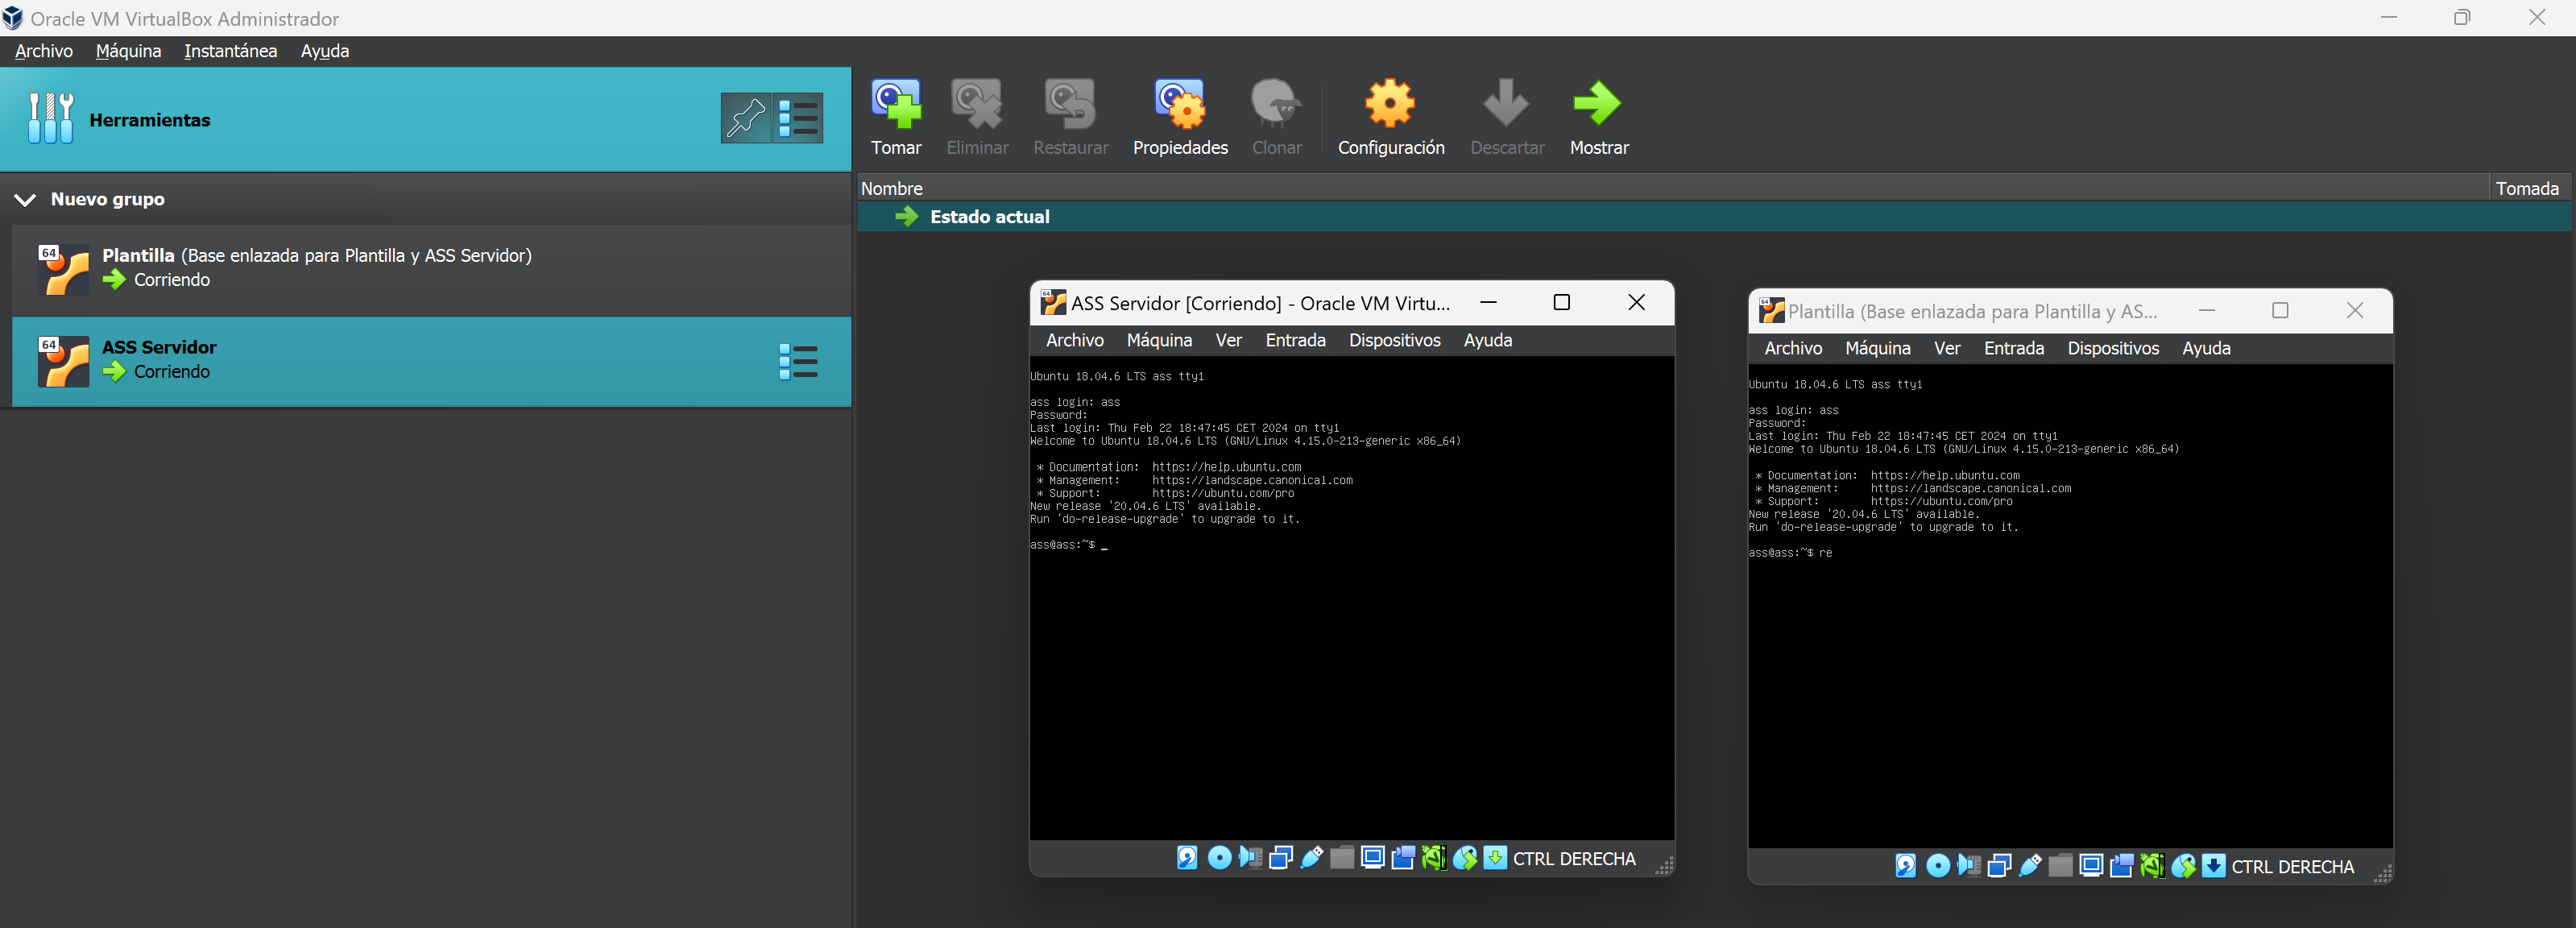 Oracle VM VirtualBox Administrador
Archivo Máquina Instantánea Ayuda
Herramientas
Nuevo grupo
64
Plantilla (Base enlazada para Plantilla y ASS Servidor)
Corriendo
64
ASS Servidor
Corriendo
Tomar Eliminar Restaurar Propiedades Clonar Configuración Descartar Mostrar
Nombre Tomada
Estado actual
64
ASS Servidor [Corriendo] - Oracle VM Virtu...
Archivo Máquina Ver Entrada Dispositivos Ayuda
Ubuntu 18.04.6 LTS ass tty1
ass login: ass
Password:
Last login: Thu Feb 22 18:47:45 CET 2024 on tty1
Welcome to Ubuntu 18.04.6 LTS (GNU/Linux 4.15.0-213-generic x86_64)
* Documentation: https://help.ubuntu.com
* Management: https://landscape.canonical.com
* Support: https://ubuntu.com/pro
New release '20.04.6 LTS' available.
Run 'do-release-upgrade' to upgrade to it.
ass@ass:~$ _
CTRL DERECHA
64
Plantilla (Base enlazada para Plantilla y AS...
Archivo Máquina Ver Entrada Dispositivos Ayuda
Ubuntu 18.04.6 LTS ass tty1
ass login: ass
Password:
Last login: Thu Feb 22 18:47:45 CET 2024 on tty1
Welcome to Ubuntu 18.04.6 LTS (GNU/Linux 4.15.0-213-generic x86_64)
* Documentation: https://help.ubuntu.com
* Management: https://landscape.canonical.com
* Support: https://ubuntu.com/pro
New release '20.04.6 LTS' available.
Run 'do-release-upgrade' to upgrade to it.
ass@ass:~$ re
CTRL DERECHA